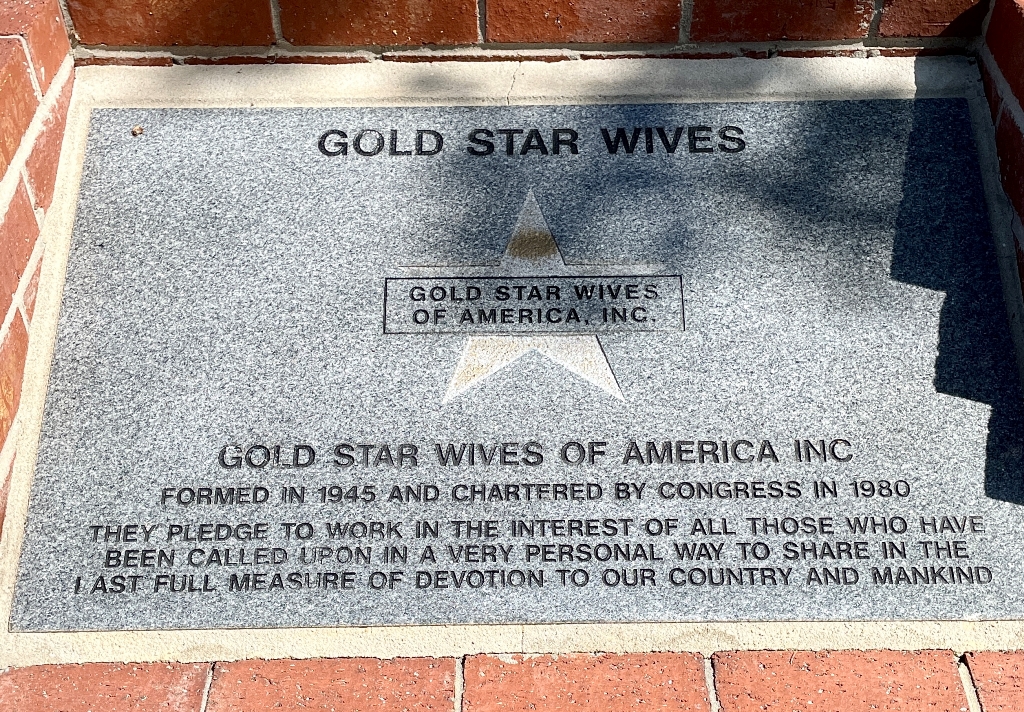 GOLD STAR WIVES
GOLD STAR WIVES
OF AMERICA, INC.
GOLD STAR WIVES OF AMERICA INC
FORMED IN 1945 AND CHARTERED BY CONGRESS IN 1980
THEY PLEDGE TO WORK IN THE INTEREST OF ALL THOSE WHO HAVE
BEEN CALLED UPON IN A VERY PERSONAL WAY TO SHARE IN THE
LAST FULL MEASURE OF DEVOTION TO OUR COUNTRY AND MANKIND